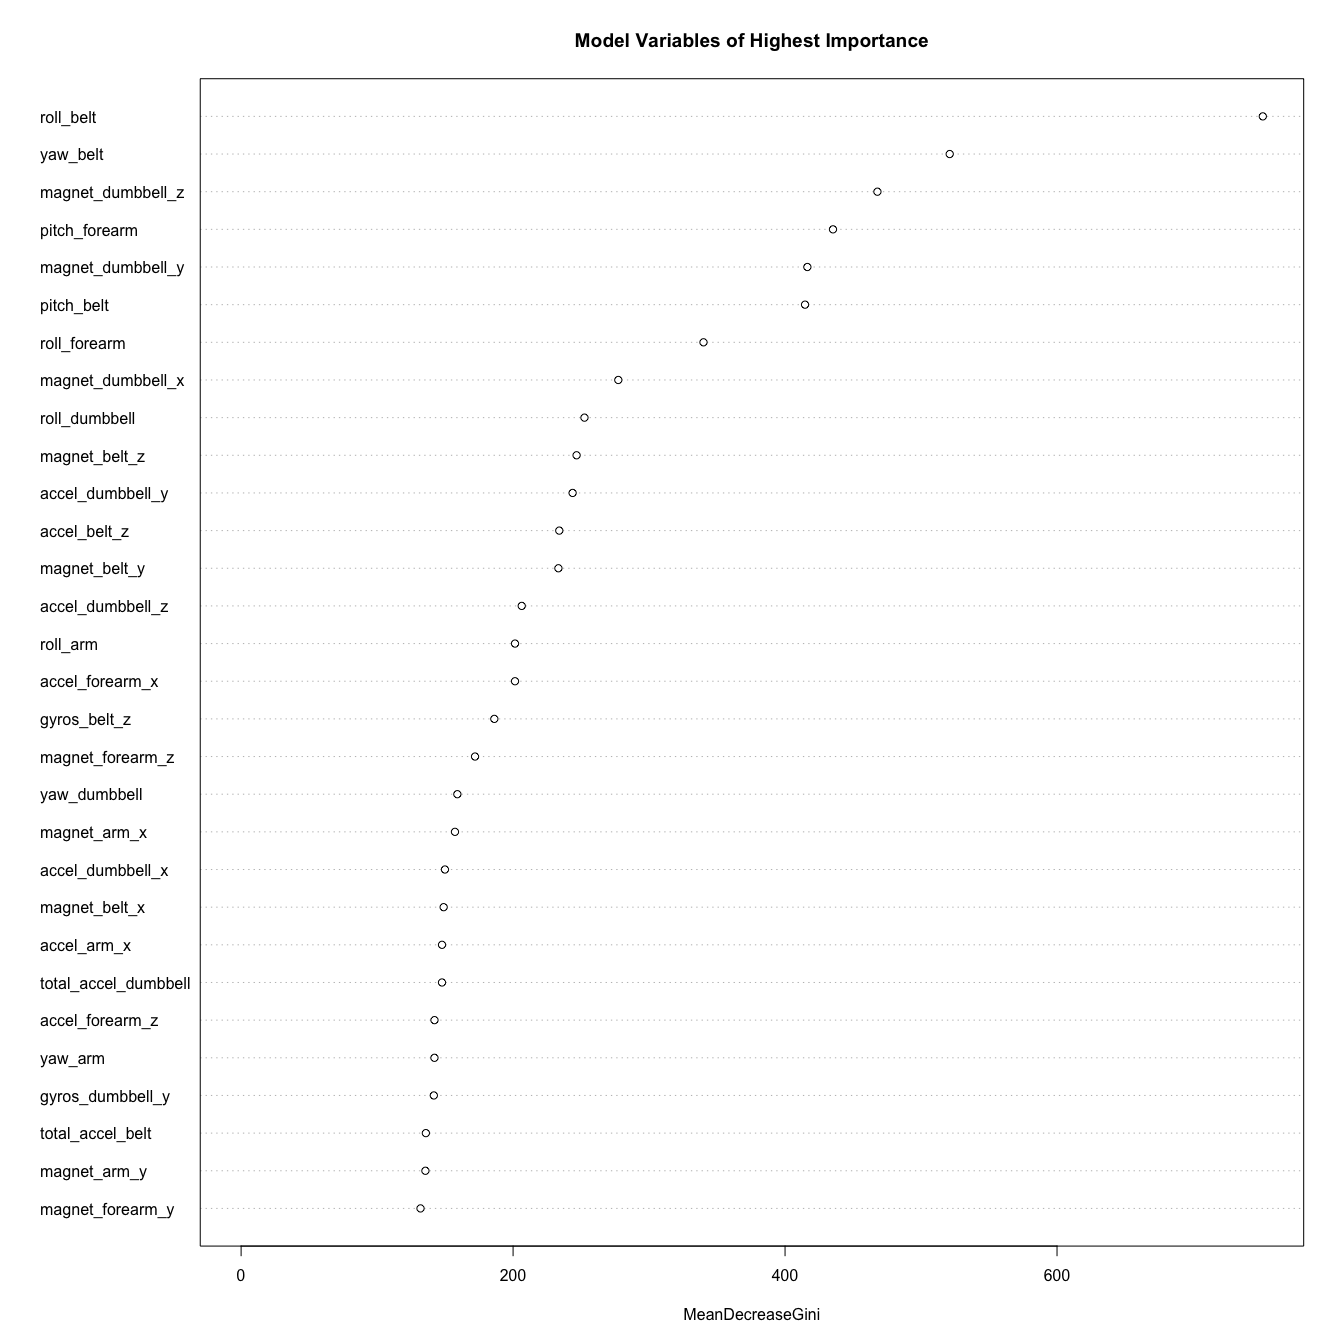 Model Variables of Highest Importance
roll_belt
yaw_belt
magnet_dumbbell_z
pitch_forearm
magnet_dumbbell_y
pitch_belt
roll_forearm
magnet_dumbbell_x
roll_dumbbell
magnet_belt_z
accel_dumbbell_y
accel_belt_z
magnet_belt_y
accel_dumbbell_z
roll_arm
accel_forearm_x
gyros_belt_z
magnet_forearm_z
yaw_dumbbell
magnet_arm_x
accel_dumbbell_x
magnet_belt_x
accel_arm_x
total_accel_dumbbell
accel_forearm_z
yaw_arm
gyros_dumbbell_y
total_accel_belt
magnet_arm_y
magnet_forearm_y
0 200 400 600
MeanDecreaseGini